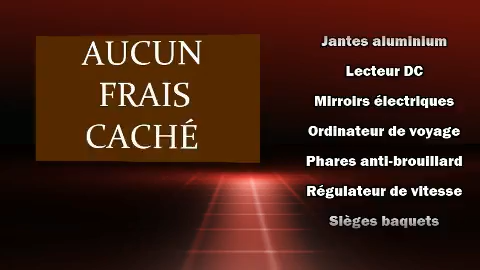 AUCUN
FRAIS
CACHÉ
Jantes aluminium
Lecteur DC
Mirroirs électriques
Ordinateur de voyage
Phares anti-brouillard
Régulateur de vitesse
Sièges baquets